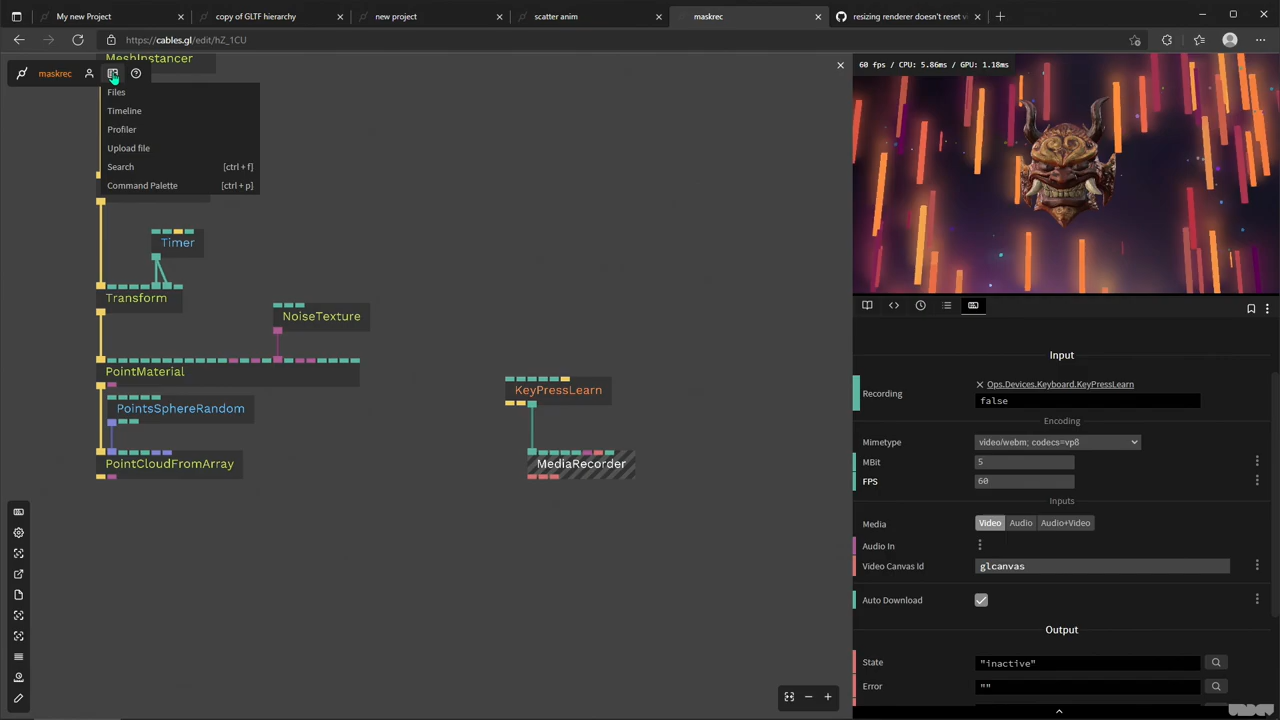 My new Project
copy of GLTF hierarchy
new project
scatter anim
maskrec
resizing renderer doesn't reset v
https://cables.gl/edit/hZ_1CU
MeshInstancer
maskrec
Files
Timeline
Profiler
Upload file
Search [ctrl + f]
Command Palette [ctrl + p]
Timer
Transform
NoiseTexture
PointMaterial
PointsSphereRandom
PointCloudFromArray
KeyPressLearn
MediaRecorder
60 fps / CPU: 5.86ms / GPU: 1.18ms
Input
Recording
Ops.Devices.Keyboard.KeyPressLearn
false
Encoding
Mimetype video/webm; codecs=vp8
MBit 5
FPS 60
Inputs
Media Video Audio Audio+Video
Audio In
Video Canvas Id glcanvas
Auto Download
Output
State "inactive"
Error ""